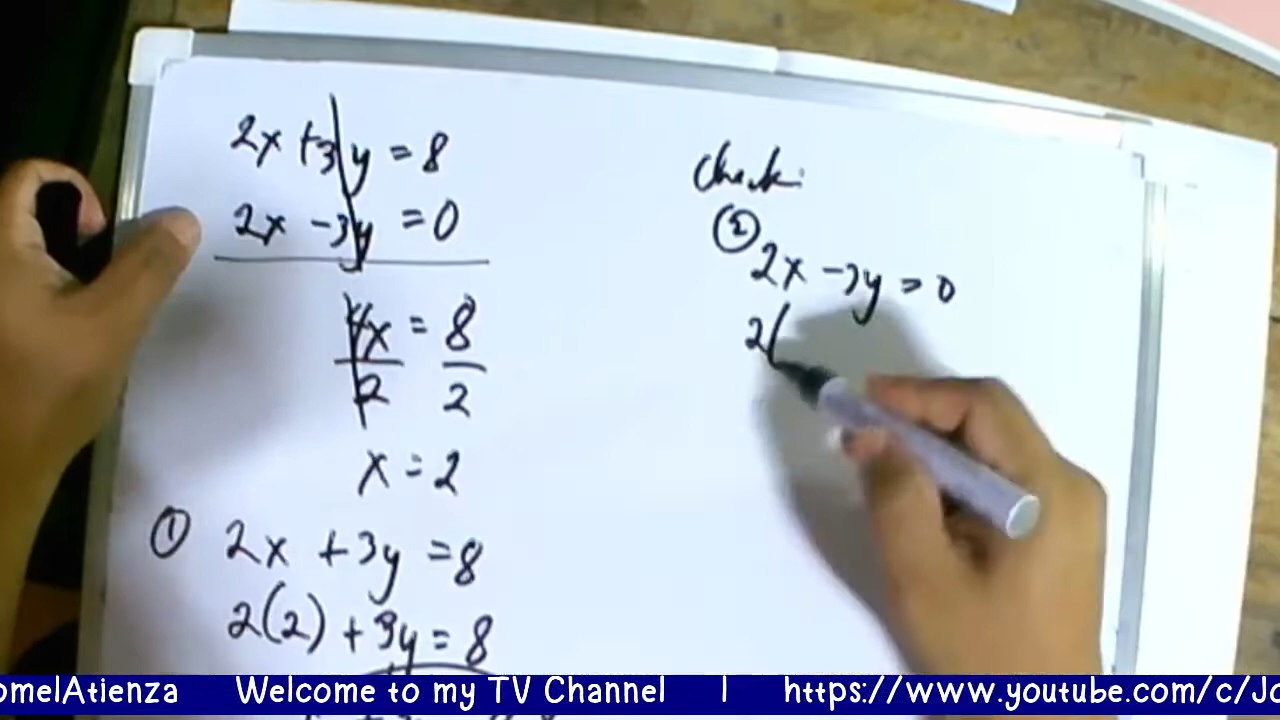 2x + 3y = 8
2x - 3y = 0
4x = 8
2 2
x = 2
① 2x + 3y = 8
2(2) + 3y = 8
Check:
②
2x - 3y = 0
2(
omelAtienza Welcome to my TV Channel | https://www.youtube.com/c/Jo